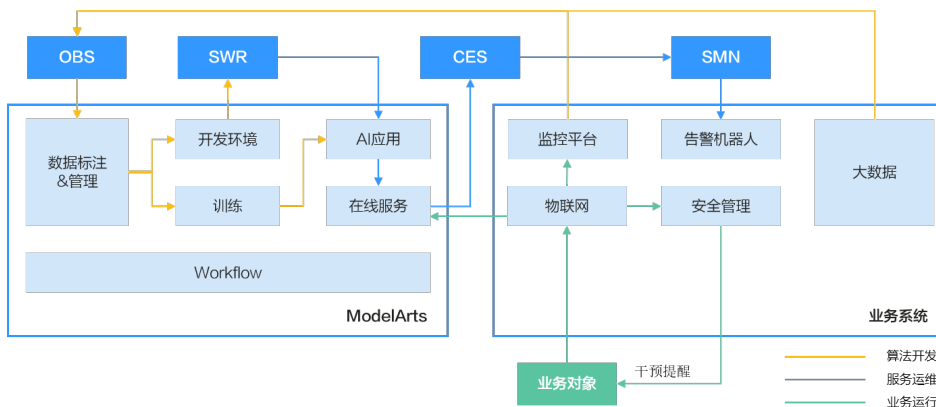 OBS
SWR
CES
SMN
数据标注
&管理
开发环境
AI应用
监控平台
告警机器人
大数据
训练
在线服务
物联网
安全管理
Workflow
ModelArts
业务系统
业务对象
干预提醒
算法开发
服务运维
业务运行